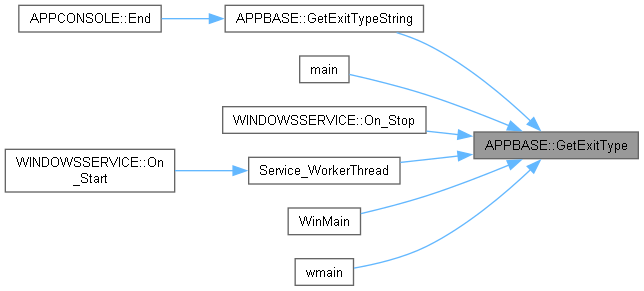 APPCONSOLE::End
APPBASE::GetExitTypeString
main
WINDOWSSERVICE::On_Stop
APPBASE::GetExitType
WINDOWSSERVICE::On
_Start
Service_WorkerThread
WinMain
wmain